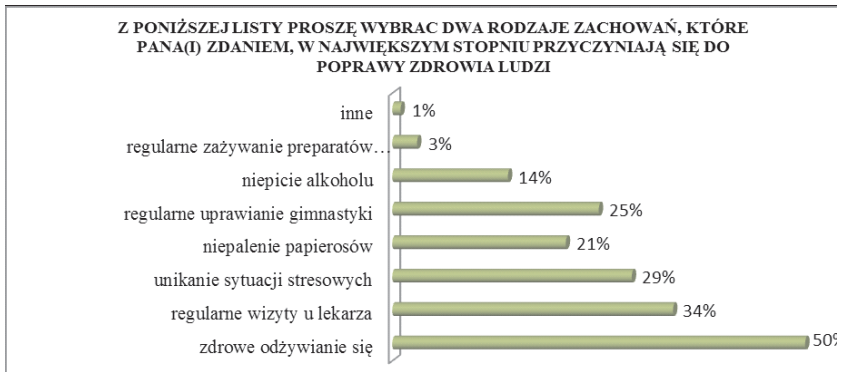 Z PONIŻSZEJ LISTY PROSZĘ WYBRAC DWA RODZAJE ZACHOWAŃ, KTÓRE
PANA(I) ZDANIEM, W NAJWIĘKSZYM STOPNIU PRZYCZYNIAJĄ SIĘ DO
POPRAWY ZDROWIA LUDZI
inne 1%
regularne zażywanie preparatów… 3%
niepicie alkoholu 14%
regularne uprawianie gimnastyki 25%
niepalenie papierosów 21%
unikanie sytuacji stresowych 29%
regularne wizyty u lekarza 34%
zdrowe odżywianie się 50%